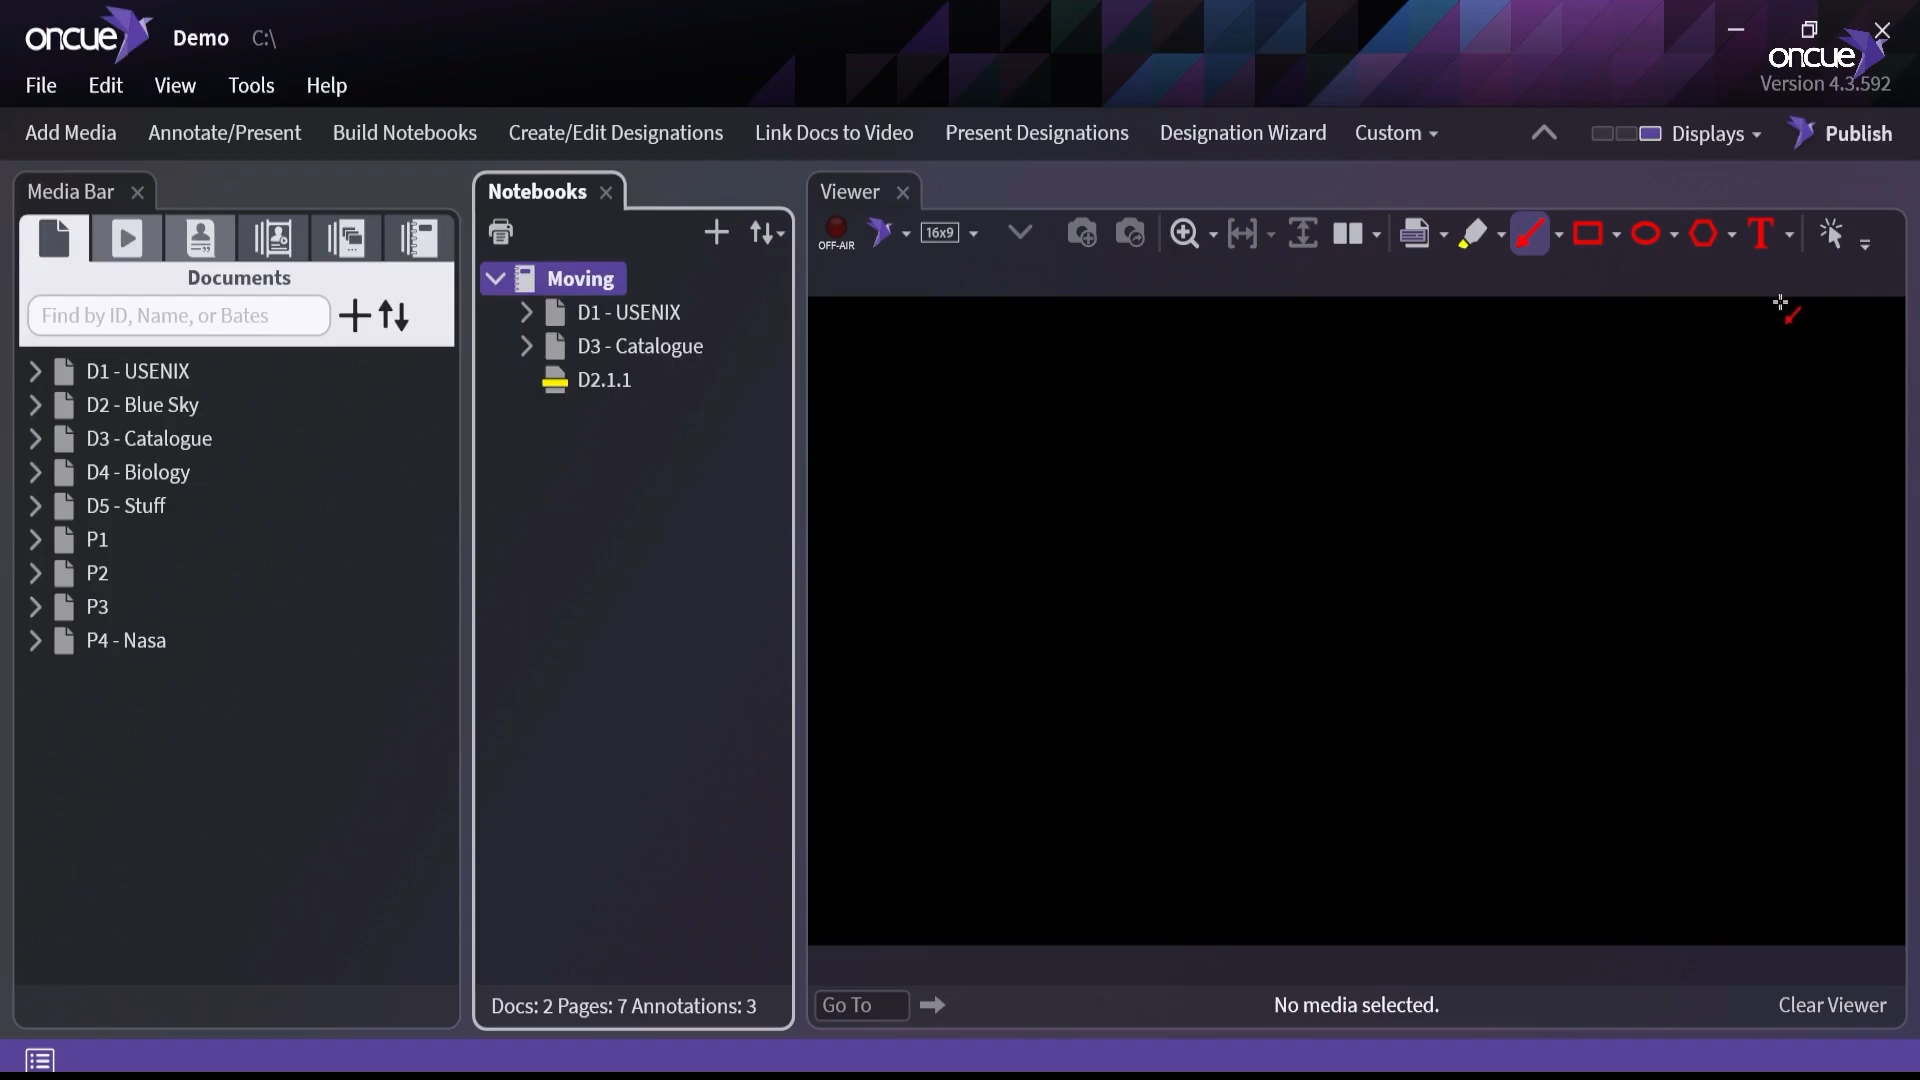 oncue Demo C:\
oncue
Version 4.3.592
File Edit View Tools Help
Add Media Annotate/Present Build Notebooks Create/Edit Designations Link Docs to Video Present Designations Designation Wizard Custom Displays Publish
Media Bar
Documents
Find by ID, Name, or Bates
D1 - USENIX
D2 - Blue Sky
D3 - Catalogue
D4 - Biology
D5 - Stuff
P1
P2
P3
P4 - Nasa
Notebooks
Moving
D1 - USENIX
D3 - Catalogue
D2.1.1
Docs: 2 Pages: 7 Annotations: 3
Viewer
OFF-AIR 16x9 T
Go To No media selected. Clear Viewer